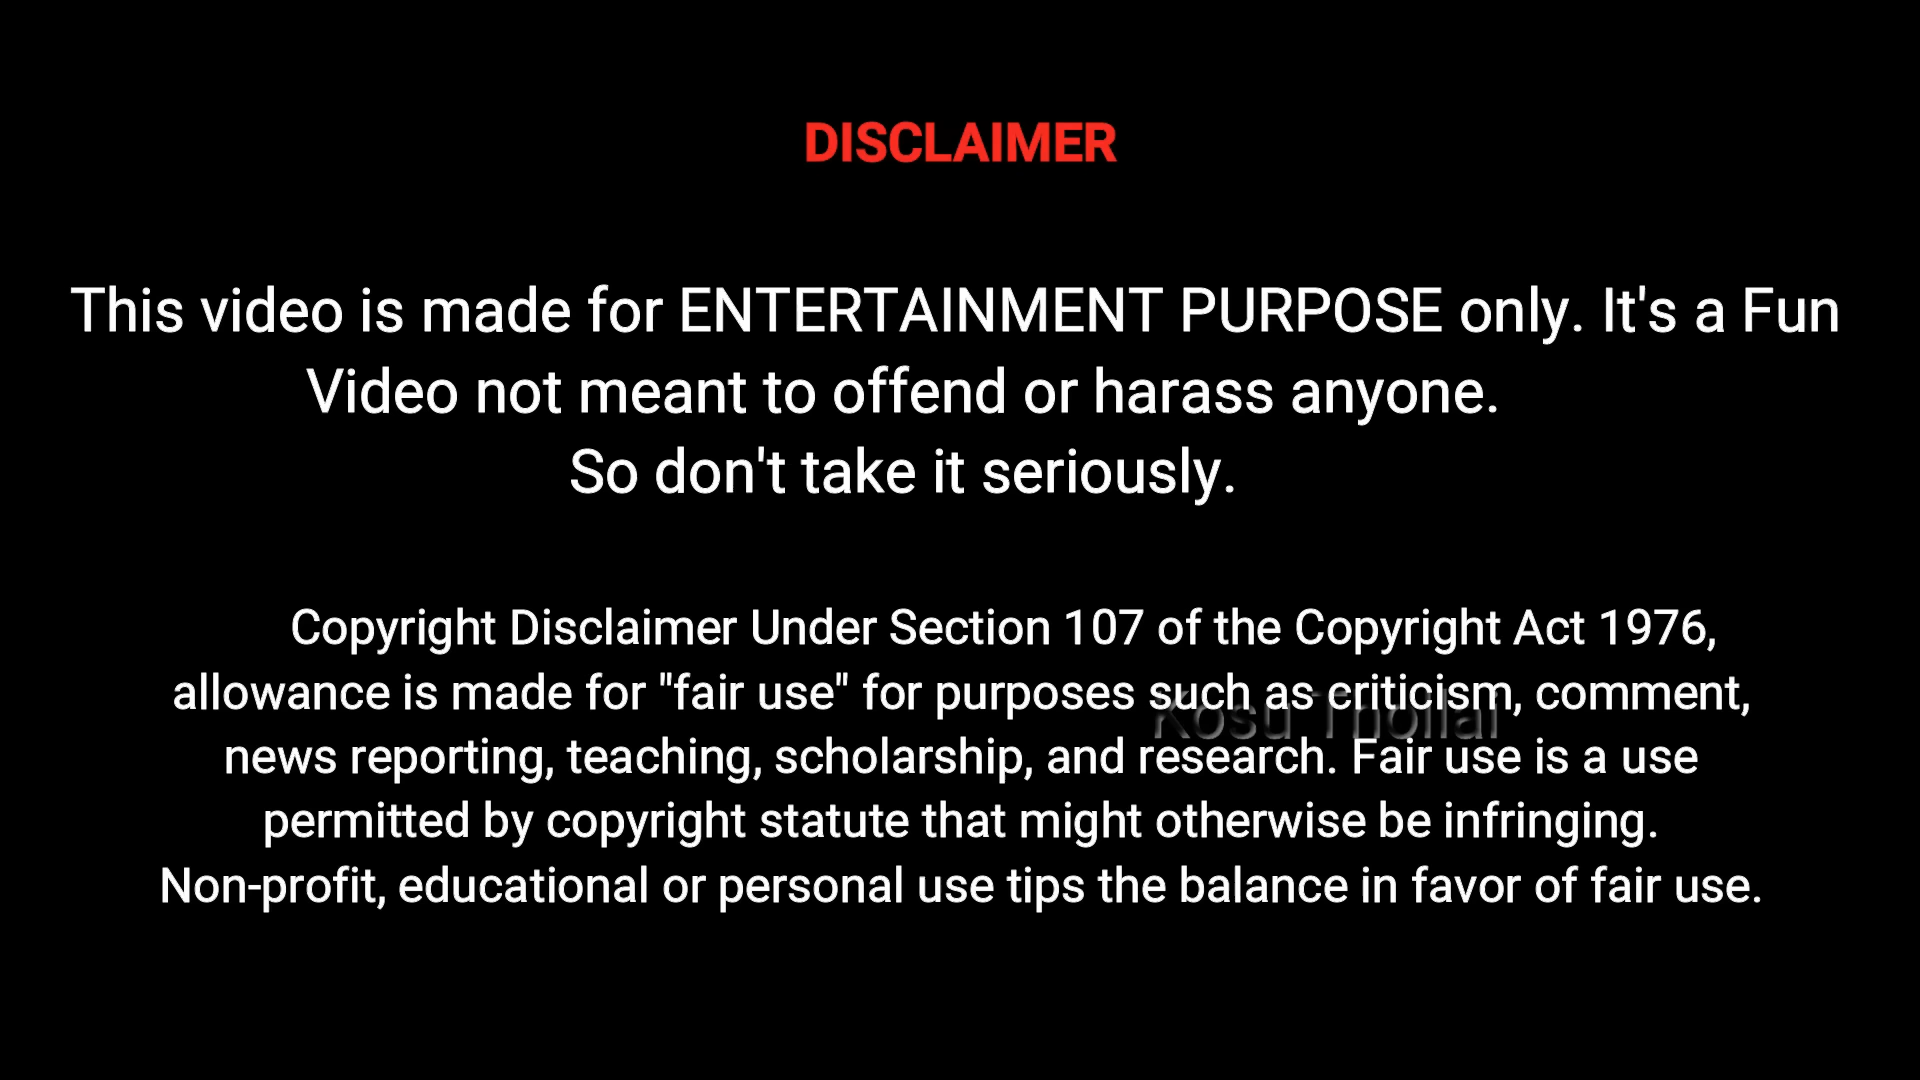 DISCLAIMER
This video is made for ENTERTAINMENT PURPOSE only. It's a Fun
Video not meant to offend or harass anyone.
So don't take it seriously.
Copyright Disclaimer Under Section 107 of the Copyright Act 1976,
allowance is made for "fair use" for purposes such as criticism, comment,
Kosu Thollai
news reporting, teaching, scholarship, and research. Fair use is a use
permitted by copyright statute that might otherwise be infringing.
Non-profit, educational or personal use tips the balance in favor of fair use.